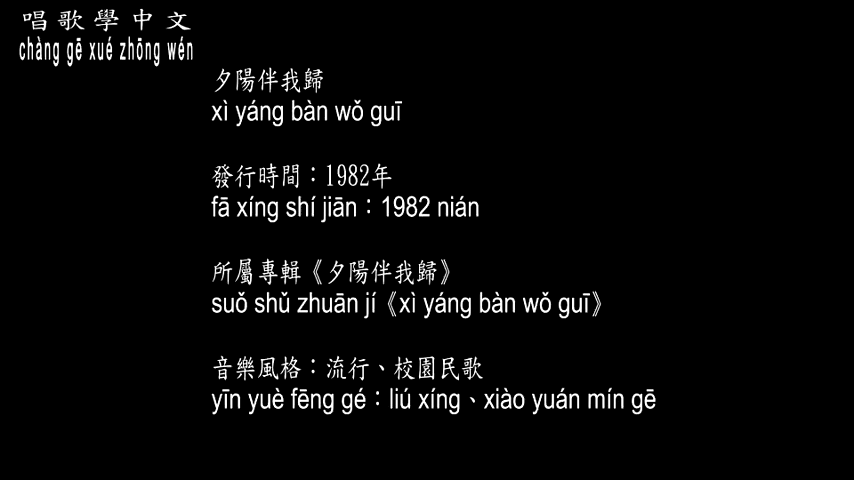 唱歌學中文
chàng gē xué zhōng wén
夕陽伴我歸
xì yáng bàn wǒ guī
發行時間：1982年
fā xíng shí jiān：1982 nián
所屬專輯《夕陽伴我歸》
suǒ shǔ zhuān jí《xì yáng bàn wǒ guī》
音樂風格：流行、校園民歌
yīn yuè fēng gé：liú xíng、xiào yuán mín gē